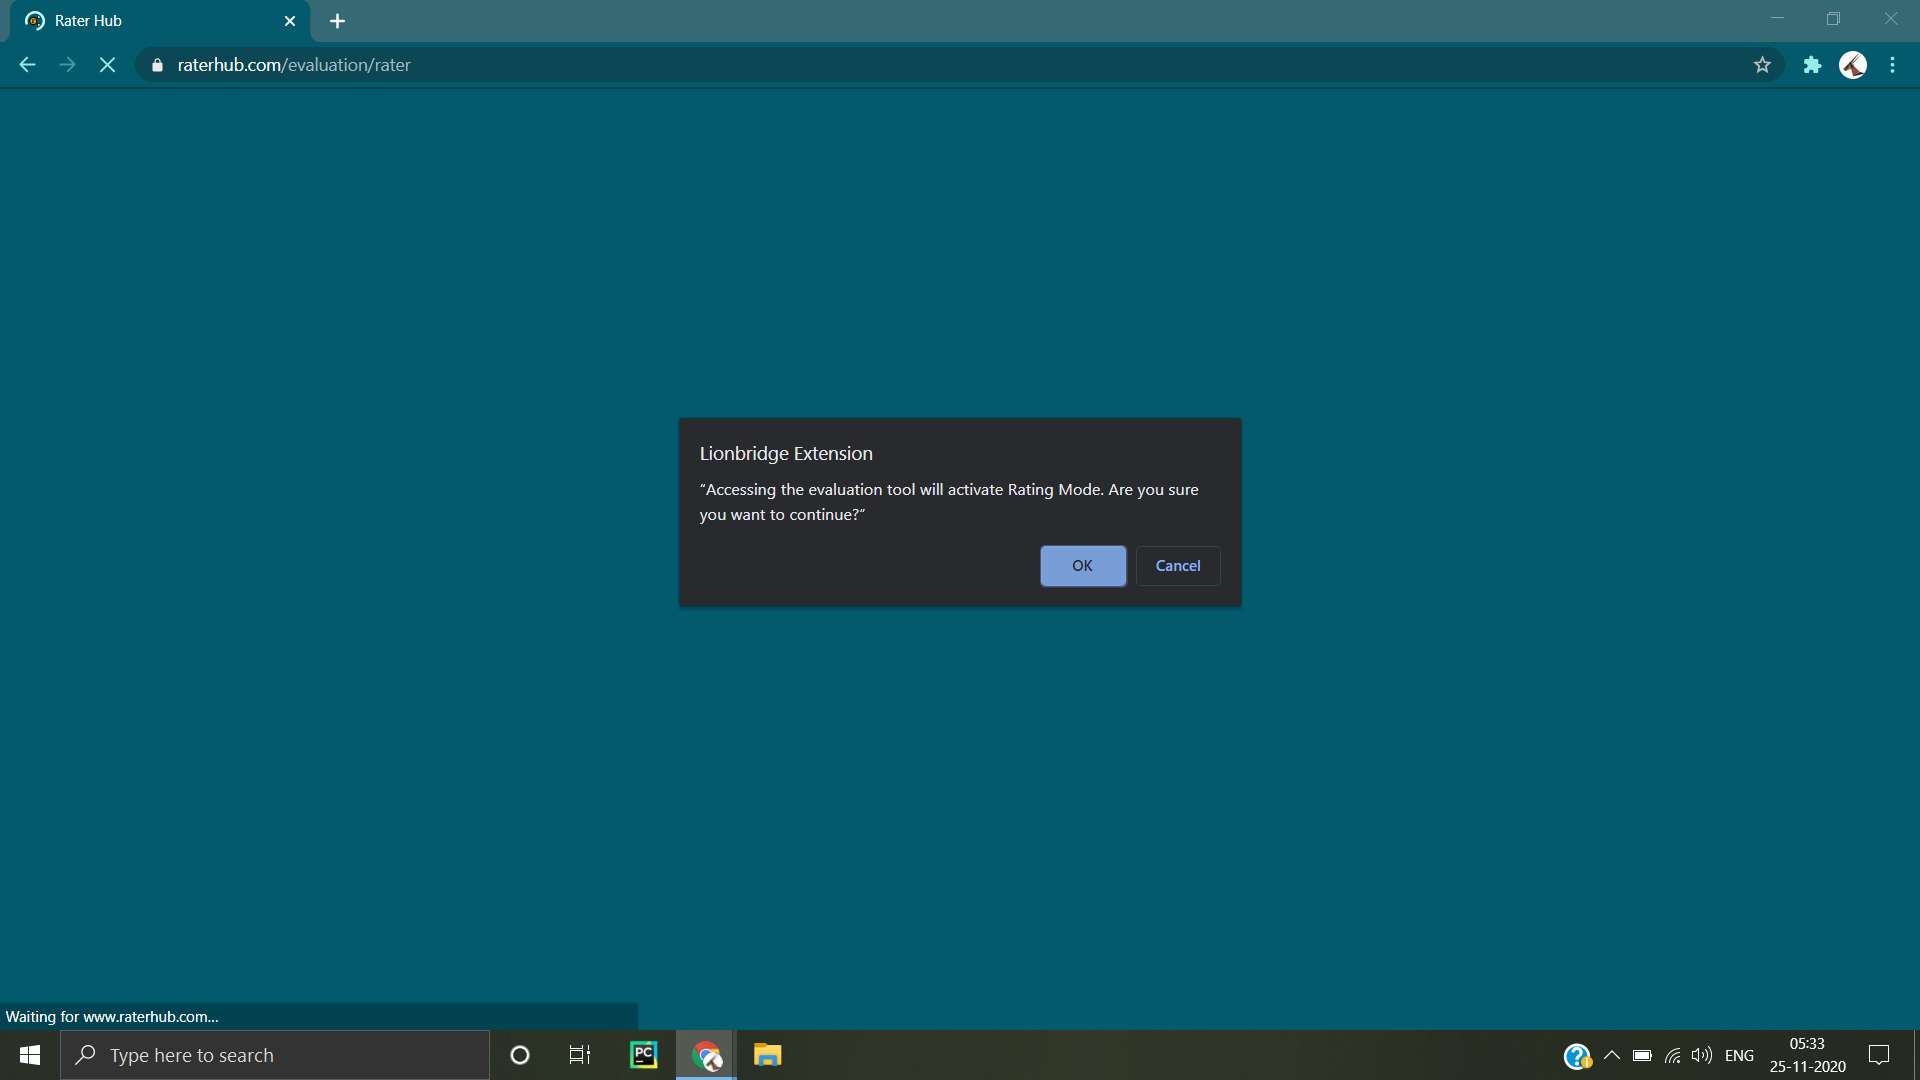 Rater Hub
raterhub.com/evaluation/rater
Lionbridge Extension
“Accessing the evaluation tool will activate Rating Mode. Are you sure
you want to continue?”
OK
Cancel
Waiting for www.raterhub.com...
Type here to search
PC
ENG
05:33
25-11-2020